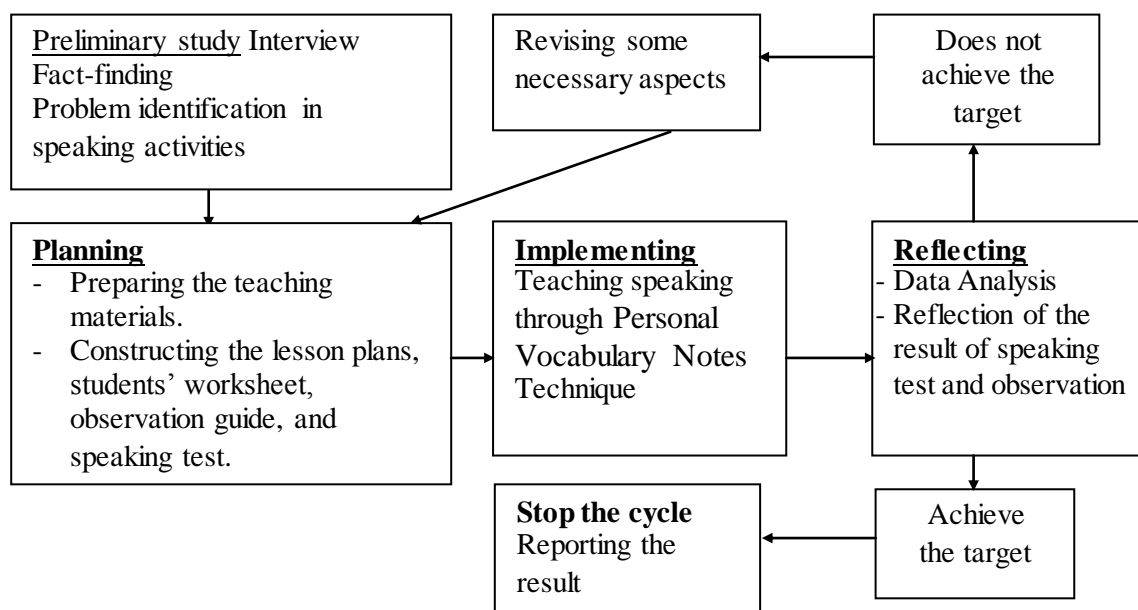 Preliminary study Interview
Fact-finding
Problem identification in
speaking activities
Revising some
necessary aspects
Does not
achieve the
target
Planning
- Preparing the teaching
materials.
- Constructing the lesson plans,
students’ worksheet,
observation guide, and
speaking test.
Implementing
Teaching speaking
through Personal
Vocabulary Notes
Technique
Reflecting
- Data Analysis
- Reflection of the
result of speaking
test and observation
Stop the cycle
Reporting the
result
Achieve
the target